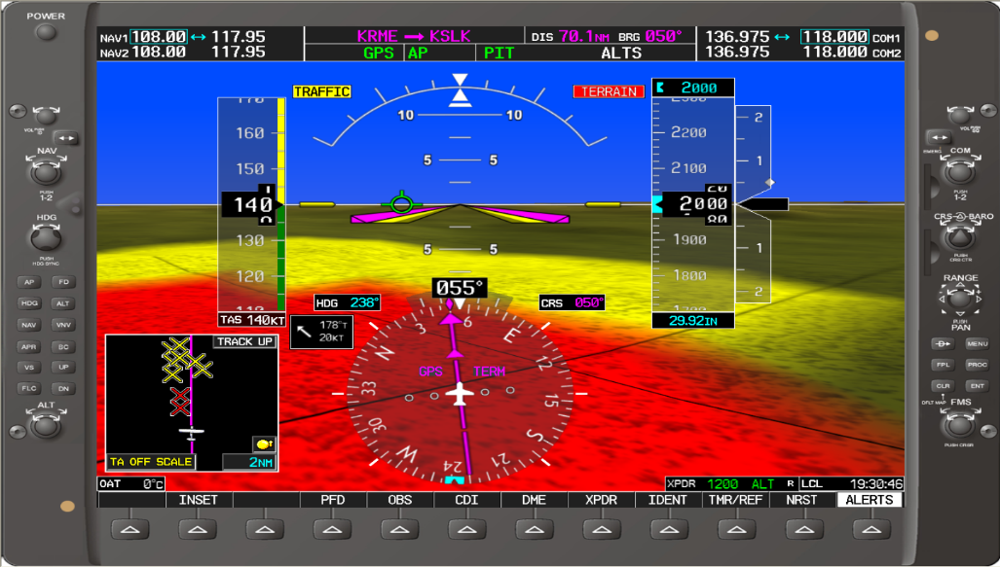 POWER
NAV1 108.00 ↔ 117.95
NAV2 108.00 117.95
KRME → KSLK
GPS AP PIT ALTS
DIS 70.1NM BRG 050°
136.975 ↔ 118.000 COM1
136.975 118.000 COM2
TRAFFIC
TERRAIN
2000
170
160
150
140
130
120
110
TAS 140KT
10 10
5 5
5 5
2300
2200
2100
2000
1900
1800
1700
29.92IN
2
1
1
2
055°
HDG 238°
CRS 050°
178°T
20KT
N 3 6 E 12 15 S 21 24 W 30 33
GPS TERM
TRACK UP
TA OFF SCALE
2NM
OAT 0°C
XPDR 1200 ALT R LCL 19:30:46
INSET PFD OBS CDI DME XPDR IDENT TMR/REF NRST ALERTS
NAV
PUSH
1-2
HDG
PUSH
HDG SYNC
AP FD
HDG ALT
NAV VNV
APR BC
VS UP
FLC DN
ALT
EMERG
COM
PUSH
1-2
CRS BARO
PUSH
CRS CTR
RANGE
PUSH
PAN
D MENU
FPL PROC
CLR ENT
DFLT MAP
FMS
PUSH CRSR